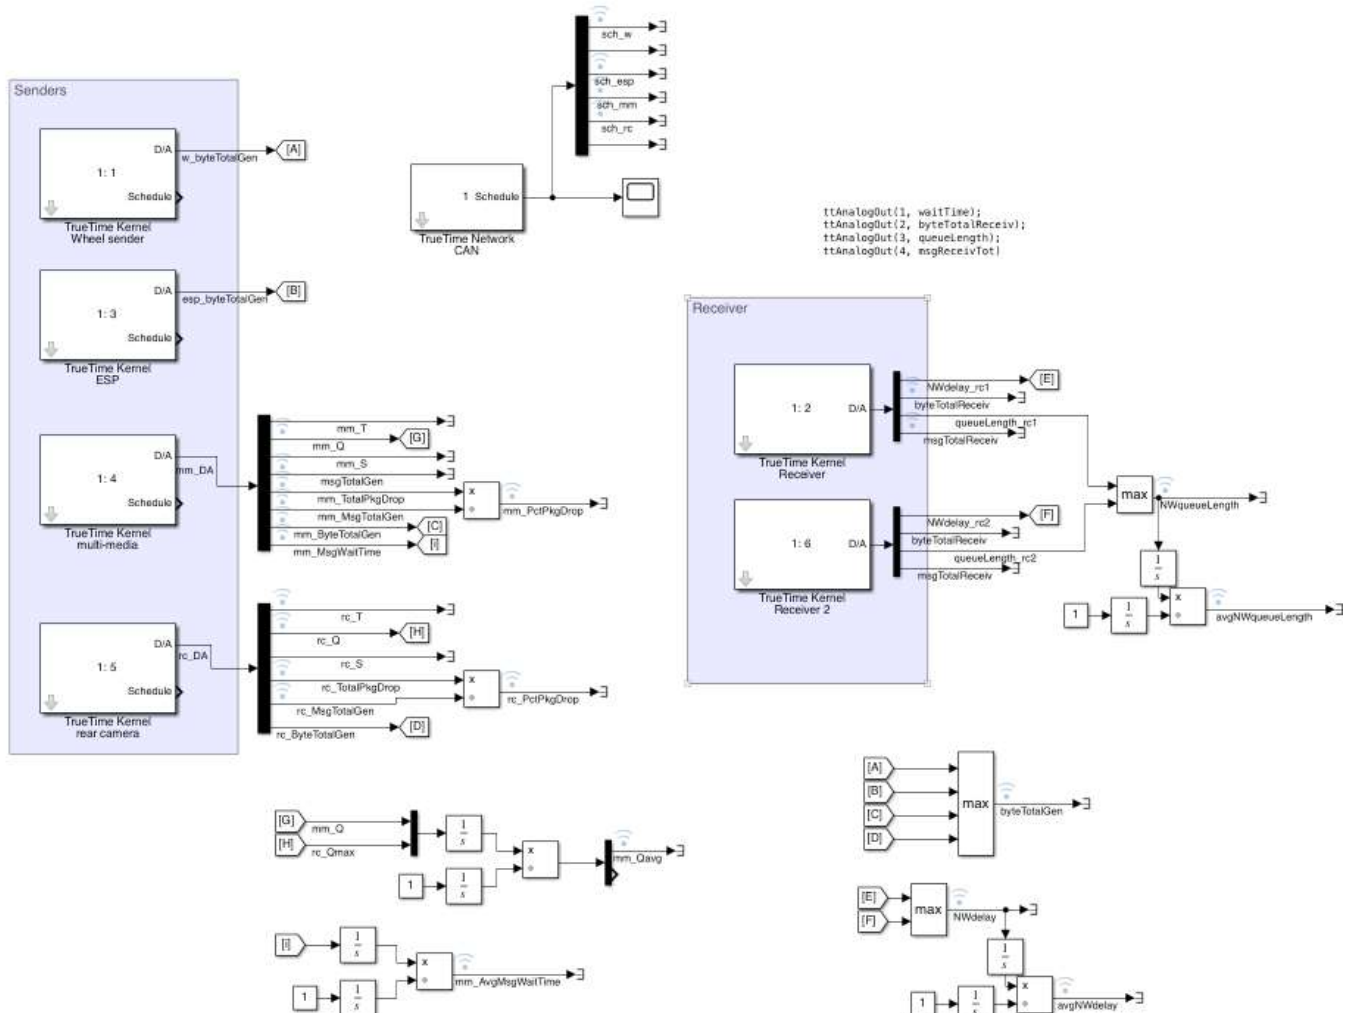 sch_w
sch_esp
sch_mm
sch_rc
Senders
D/A
w_byteTotalGen
[A]
1: 1
Schedule
TrueTime Kernel
Wheel sender
1 Schedule
TrueTime Network
CAN
ttAnalogOut(1, waitTime);
ttAnalogOut(2, byteTotalReceiv);
ttAnalogOut(3, queueLength);
ttAnalogOut(4, msgReceivTot)
D/A
esp_byteTotalGen
[B]
1: 3
Schedule
TrueTime Kernel
ESP
Receiver
1: 2
D/A
NWdelay_rc1
[E]
byteTotalReceiv
queueLength_rc1
msgTotalReceiv
TrueTime Kernel
Receiver
D/A
mm_DA
1: 4
Schedule
TrueTime Kernel
multi-media
mm_T
[G]
mm_Q
mm_S
msgTotalGen
mm_TotalPkgDrop
mm_MsgTotalGen
x
÷
mm_PctPkgDrop
[C]
mm_ByteTotalGen
[i]
mm_MsgWaitTime
max
NWqueueLength
1: 6
D/A
NWdelay_rc2
[F]
byteTotalReceiv
queueLength_rc2
msgTotalReceiv
TrueTime Kernel
Receiver 2
1
s
1
1
s
x
÷
avgNWqueueLength
D/A
rc_DA
1: 5
Schedule
TrueTime Kernel
rear camera
rc_T
[H]
rc_Q
rc_S
rc_TotalPkgDrop
x
÷
rc_PctPkgDrop
rc_MsgTotalGen
[D]
rc_ByteTotalGen
[A]
[B]
[C]
[D]
max
byteTotalGen
[G]
mm_Q
[H]
rc_Qmax
1
s
1
1
s
x
÷
mm_Qavg
[E]
[F]
max
NWdelay
1
s
1
1
s
x
÷
avgNWdelay
[i]
1
s
1
1
s
x
÷
mm_AvgMsgWaitTime